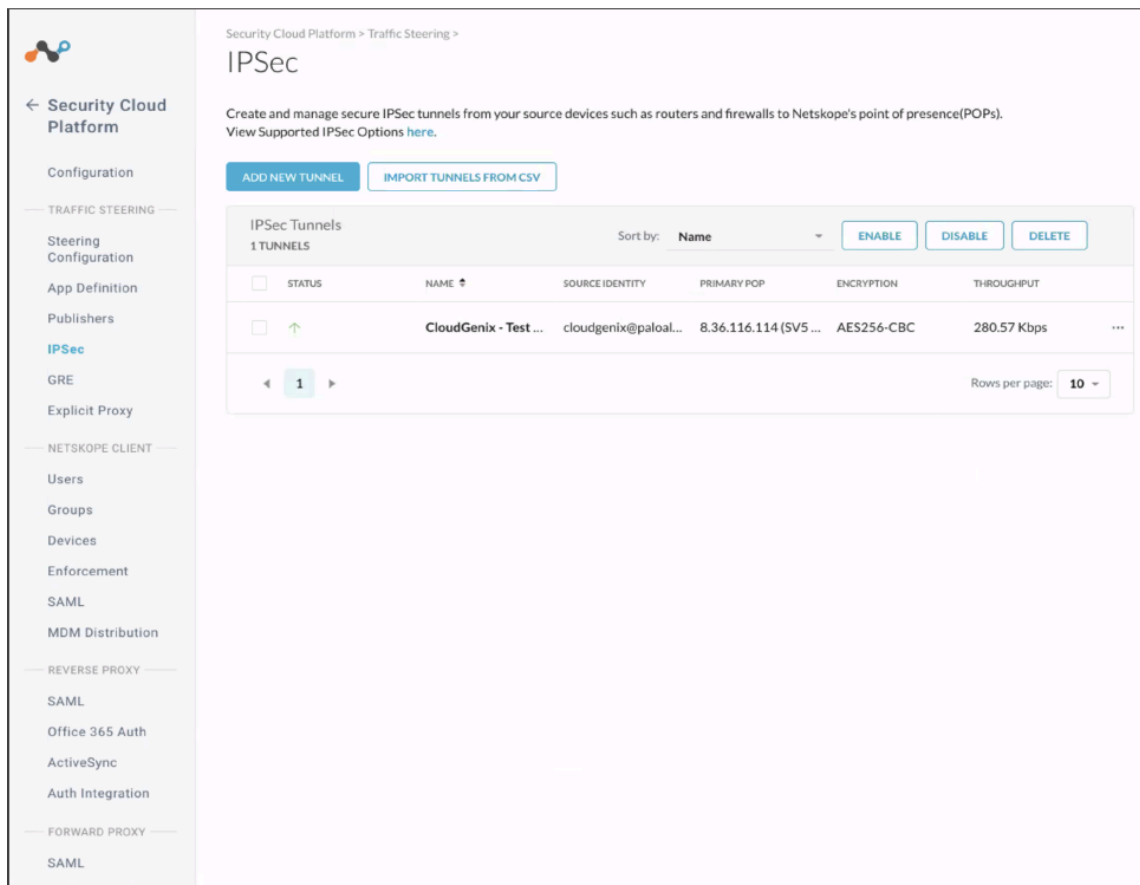 Security Cloud Platform > Traffic Steering >
IPSec
Create and manage secure IPSec tunnels from your source devices such as routers and firewalls to Netskope's point of presence(POPs).
View Supported IPSec Options here.
ADD NEW TUNNEL
IMPORT TUNNELS FROM CSV
IPSec Tunnels
1 TUNNELS
Sort by: Name
ENABLE
DISABLE
DELETE
STATUS NAME SOURCE IDENTITY PRIMARY POP ENCRYPTION THROUGHPUT
CloudGenix - Test ... cloudgenix@paloal... 8.36.116.114 (SV5 ... AES256-CBC 280.57 Kbps ...
1
Rows per page: 10
← Security Cloud
Platform
Configuration
TRAFFIC STEERING
Steering
Configuration
App Definition
Publishers
IPSec
GRE
Explicit Proxy
NETSKOPE CLIENT
Users
Groups
Devices
Enforcement
SAML
MDM Distribution
REVERSE PROXY
SAML
Office 365 Auth
ActiveSync
Auth Integration
FORWARD PROXY
SAML